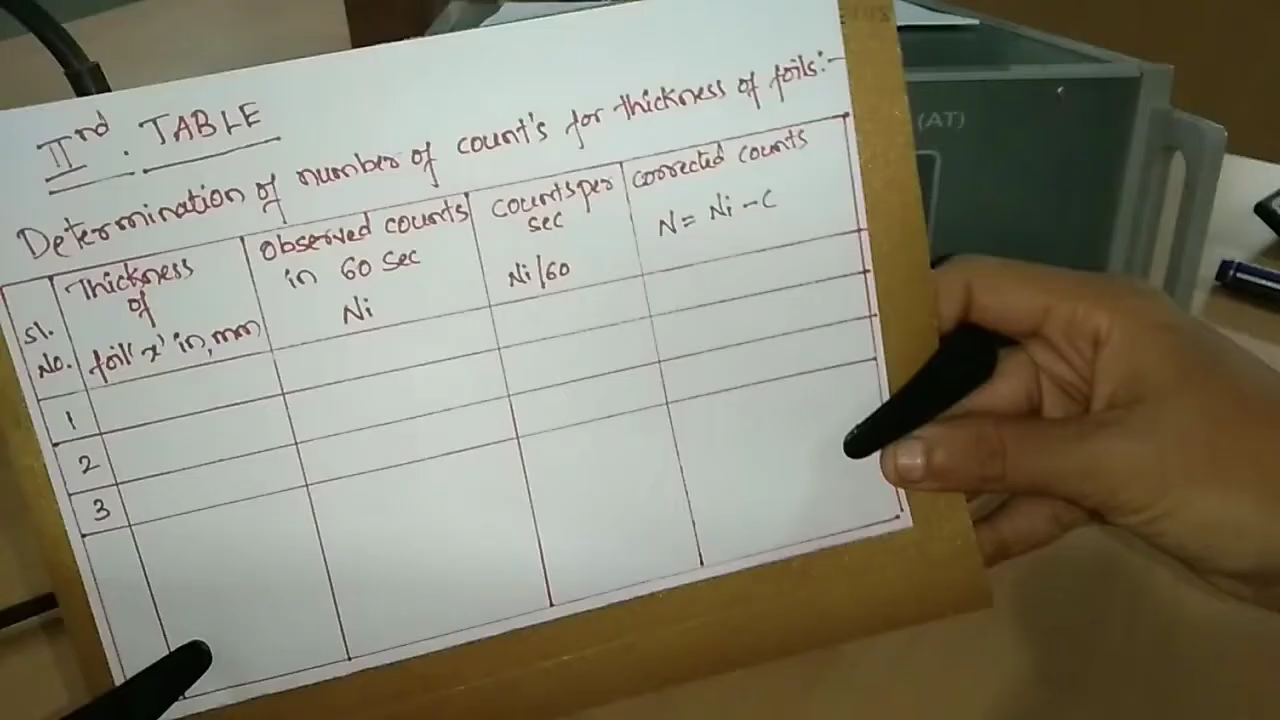 IInd. TABLE
Determination of number of count's for thickness of foils:-
Sl.
No.
Thickness
of
foil 'x' in, mm
Observed counts
in 60 sec
Ni
Counts per
sec
Ni/60
corrected counts
N = Ni - C
1
2
3
(AT)